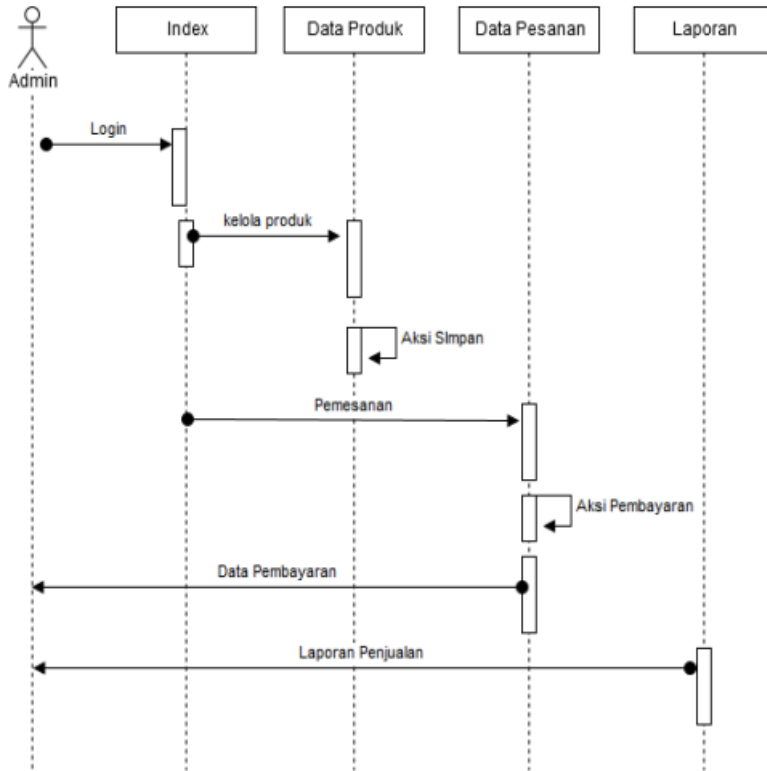 Index
Data Produk
Data Pesanan
Laporan
Admin
Login
kelola produk
Aksi SImpan
Pemesanan
Aksi Pembayaran
Data Pembayaran
Laporan Penjualan